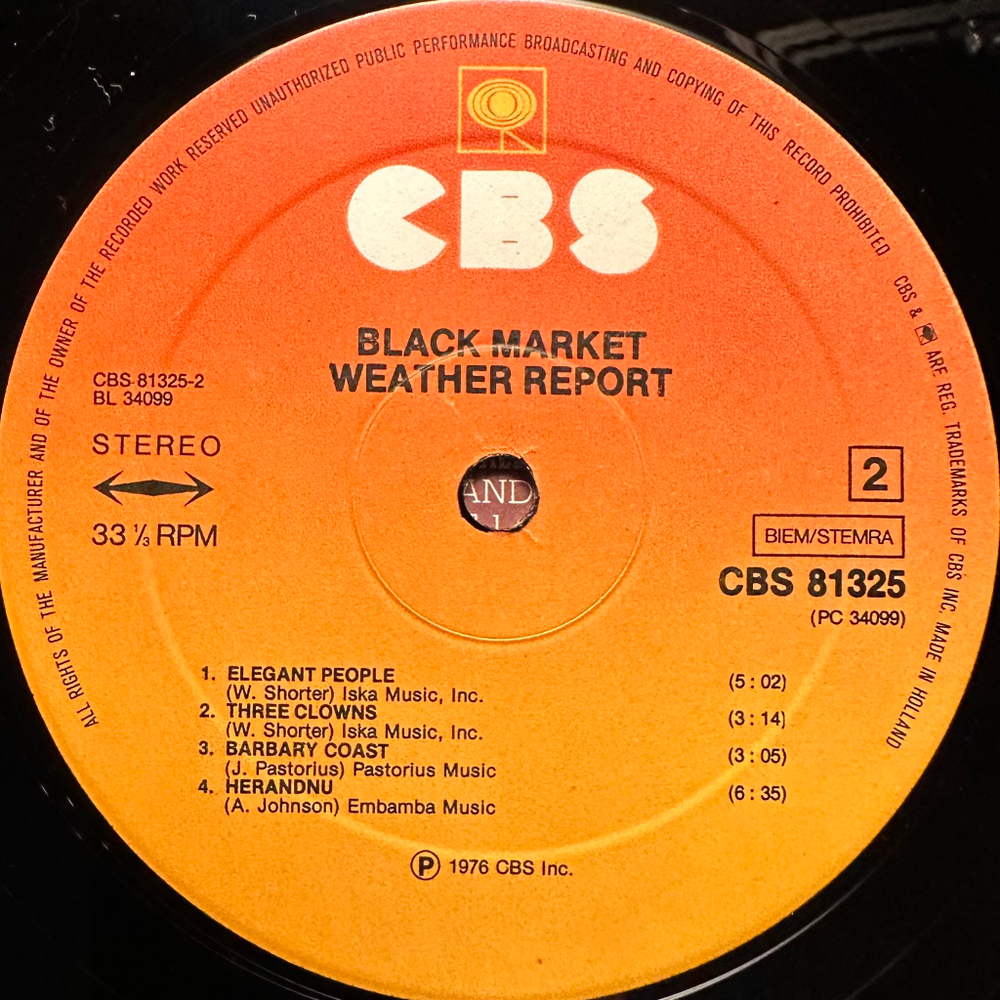 ALL RIGHTS OF THE MANUFACTURER AND OF THE OWNER OF THE RECORDED WORK RESERVED UNAUTHORIZED PUBLIC PERFORMANCE BROADCASTING AND COPYING OF THIS RECORD PROHIBITED
CBS & ARE REG. TRADEMARKS OF CBS INC. MADE IN HOLLAND
CBS
BLACK MARKET
WEATHER REPORT
CBS 81325-2
BL 34099
STEREO
33 ⅓ RPM
AND
2
BIEM/STEMRA
CBS 81325
(PC 34099)
1. ELEGANT PEOPLE (5 : 02)
(W. Shorter) Iska Music, Inc.
2. THREE CLOWNS (3 : 14)
(W. Shorter) Iska Music, Inc.
3. BARBARY COAST (3 : 05)
(J. Pastorius) Pastorius Music
4. HERANDNU (6 : 35)
(A. Johnson) Embamba Music
Ⓟ 1976 CBS Inc.